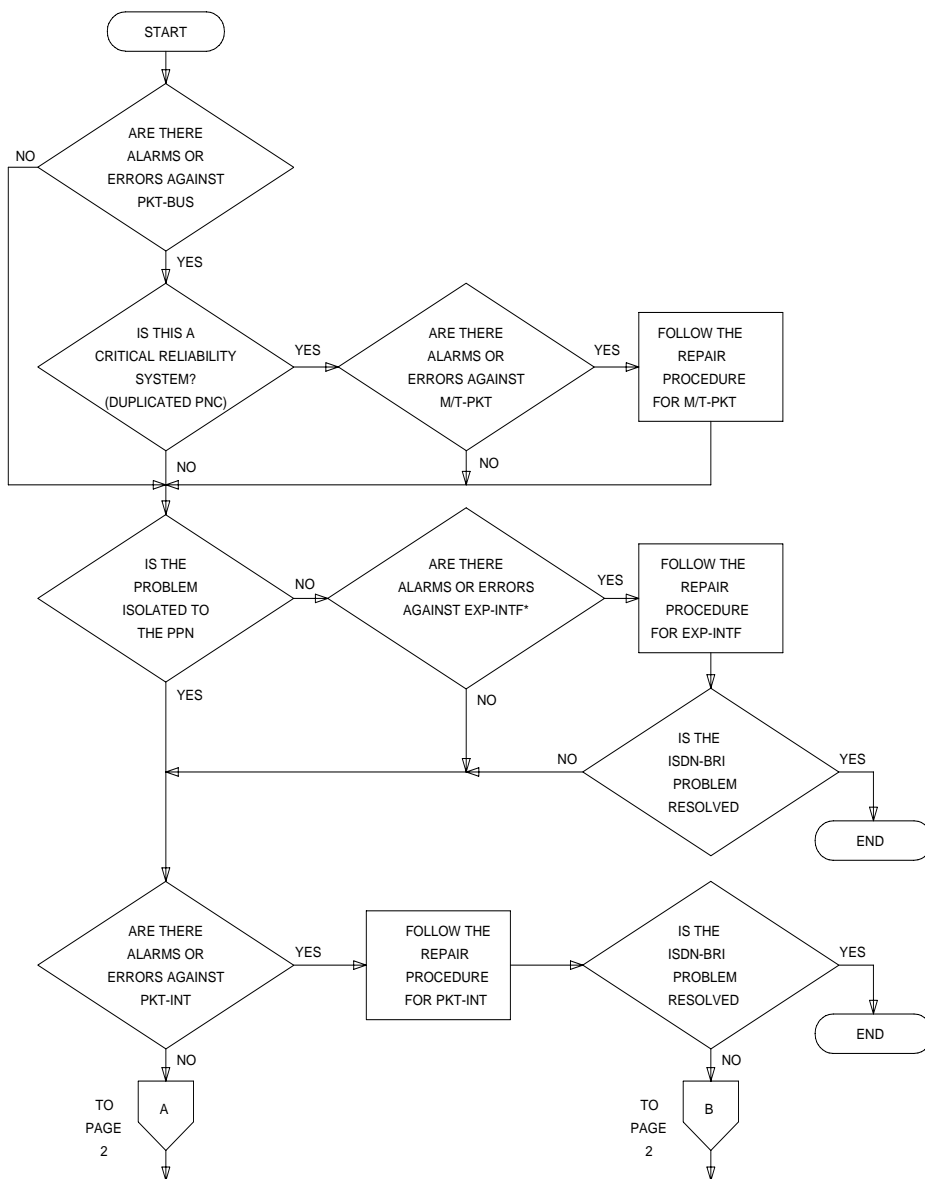 START
ARE THERE
ALARMS OR
ERRORS AGAINST
PKT-BUS
NO
YES
IS THIS A
CRITICAL RELIABILITY
SYSTEM?
(DUPLICATED PNC)
YES
NO
ARE THERE
ALARMS OR
ERRORS AGAINST
M/T-PKT
YES
NO
FOLLOW THE
REPAIR
PROCEDURE
FOR M/T-PKT
IS THE
PROBLEM
ISOLATED TO
THE PPN
NO
YES
ARE THERE
ALARMS OR ERRORS
AGAINST EXP-INTF*
YES
NO
FOLLOW THE
REPAIR
PROCEDURE
FOR EXP-INTF
IS THE
ISDN-BRI
PROBLEM
RESOLVED
NO
YES
END
ARE THERE
ALARMS OR
ERRORS AGAINST
PKT-INT
YES
NO
FOLLOW THE
REPAIR
PROCEDURE
FOR PKT-INT
IS THE
ISDN-BRI
PROBLEM
RESOLVED
YES
NO
END
A
TO
PAGE
2
B
TO
PAGE
2